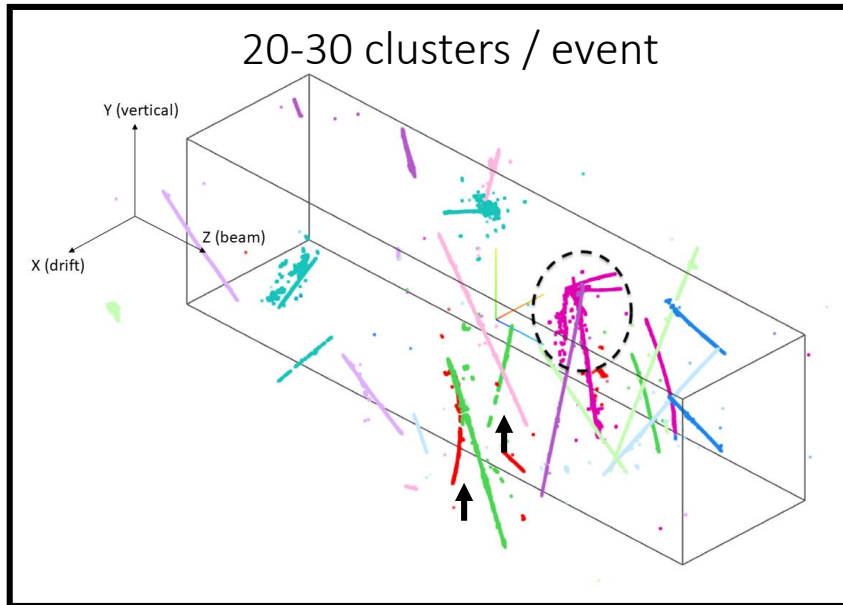 20-30 clusters / event
Y (vertical)
Z (beam)
X (drift)